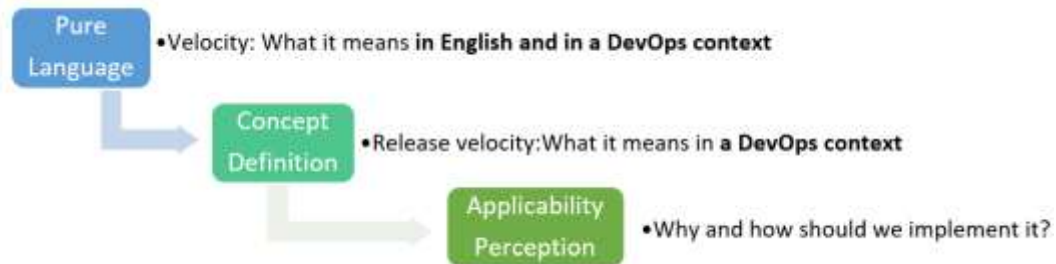 Pure
Language
•Velocity: What it means in English and in a DevOps context
Concept
Definition
•Release velocity:What it means in a DevOps context
Applicability
Perception
•Why and how should we implement it?